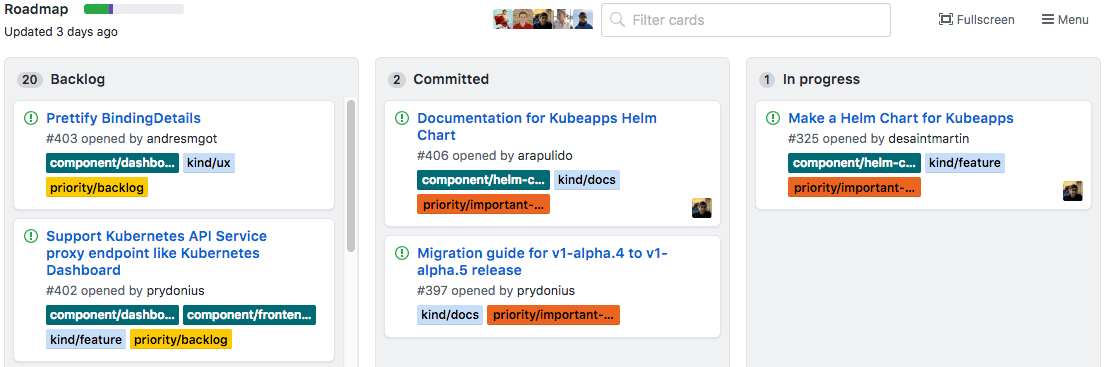 Roadmap
Updated 3 days ago
Filter cards
Fullscreen
Menu
20 Backlog
Prettify BindingDetails
#403 opened by andresmgot
component/dashbo... kind/ux
priority/backlog
Support Kubernetes API Service
proxy endpoint like Kubernetes
Dashboard
#402 opened by prydonius
component/dashbo... component/fronten...
kind/feature priority/backlog
2 Committed
Documentation for Kubeapps Helm
Chart
#406 opened by arapulido
component/helm-c... kind/docs
priority/important-...
Migration guide for v1-alpha.4 to v1-
alpha.5 release
#397 opened by prydonius
kind/docs priority/important-...
1 In progress
Make a Helm Chart for Kubeapps
#325 opened by desaintmartin
component/helm-c... kind/feature
priority/important-...